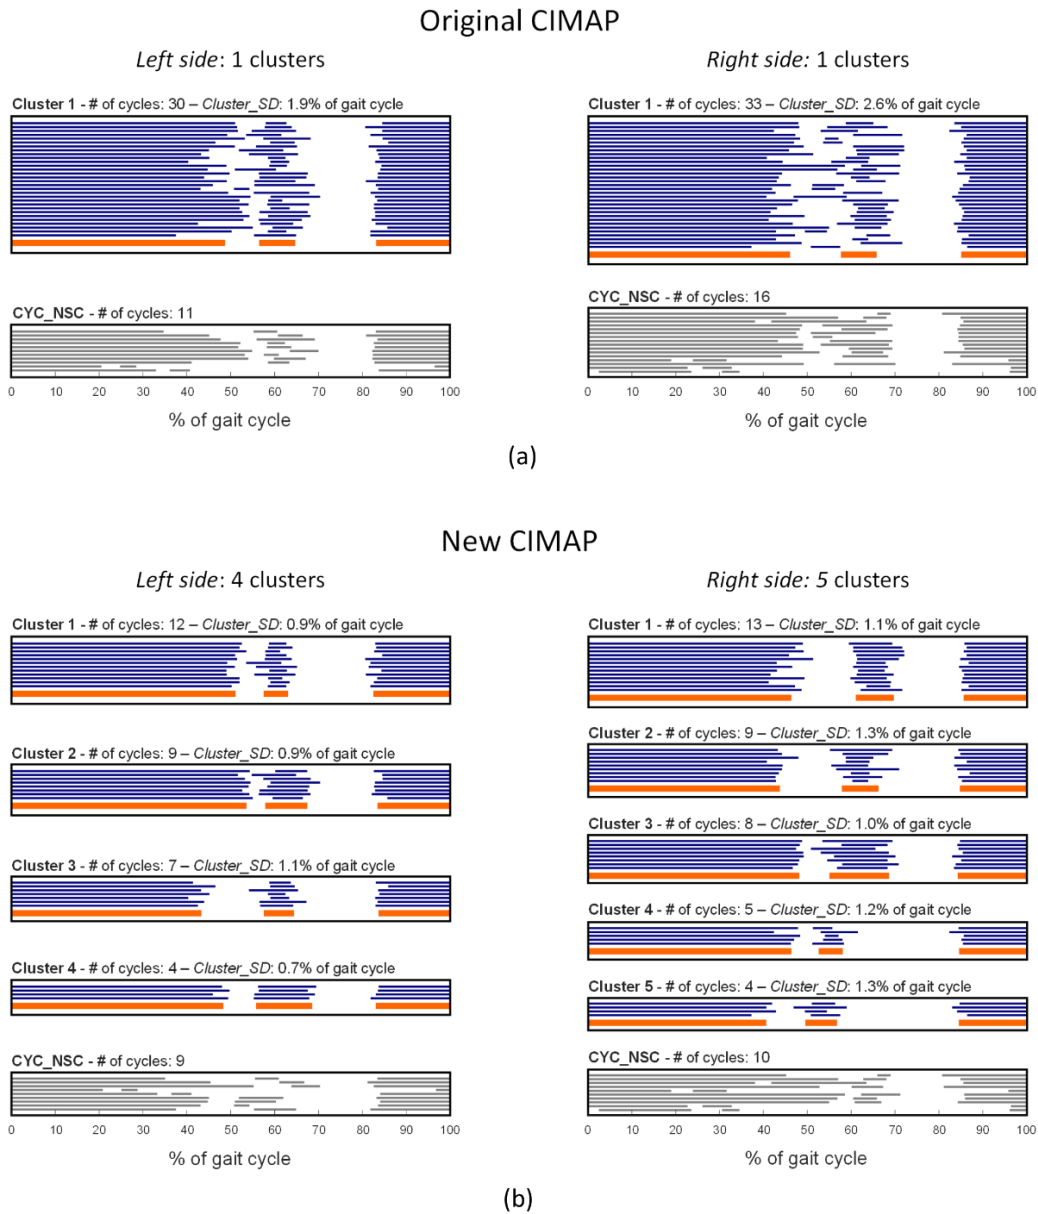 Original CIMAP
Left side: 1 clusters
Right side: 1 clusters
Cluster 1 - # of cycles: 30 – Cluster_SD: 1.9% of gait cycle
Cluster 1 - # of cycles: 33 – Cluster_SD: 2.6% of gait cycle
CYC_NSC - # of cycles: 11
CYC_NSC - # of cycles: 16
0 10 20 30 40 50 60 70 80 90 100
0 10 20 30 40 50 60 70 80 90 100
% of gait cycle
% of gait cycle
(a)
New CIMAP
Left side: 4 clusters
Right side: 5 clusters
Cluster 1 - # of cycles: 12 – Cluster_SD: 0.9% of gait cycle
Cluster 2 - # of cycles: 9 – Cluster_SD: 0.9% of gait cycle
Cluster 3 - # of cycles: 7 – Cluster_SD: 1.1% of gait cycle
Cluster 4 - # of cycles: 4 – Cluster_SD: 0.7% of gait cycle
CYC_NSC - # of cycles: 9
0 10 20 30 40 50 60 70 80 90 100
% of gait cycle
Cluster 1 - # of cycles: 13 – Cluster_SD: 1.1% of gait cycle
Cluster 2 - # of cycles: 9 – Cluster_SD: 1.3% of gait cycle
Cluster 3 - # of cycles: 8 – Cluster_SD: 1.0% of gait cycle
Cluster 4 - # of cycles: 5 – Cluster_SD: 1.2% of gait cycle
Cluster 5 - # of cycles: 4 – Cluster_SD: 1.3% of gait cycle
CYC_NSC - # of cycles: 10
0 10 20 30 40 50 60 70 80 90 100
% of gait cycle
(b)